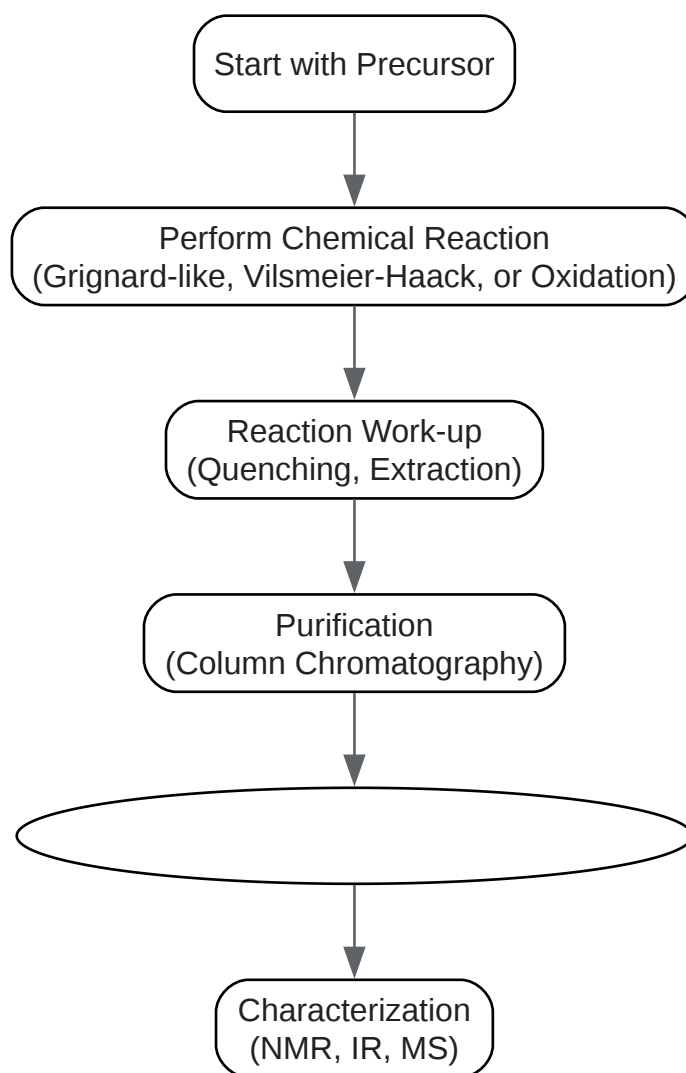 Start with Precursor
Perform Chemical Reaction
(Grignard-like, Vilsmeier-Haack, or Oxidation)
Reaction Work-up
(Quenching, Extraction)
Purification
(Column Chromatography)
Characterization
(NMR, IR, MS)